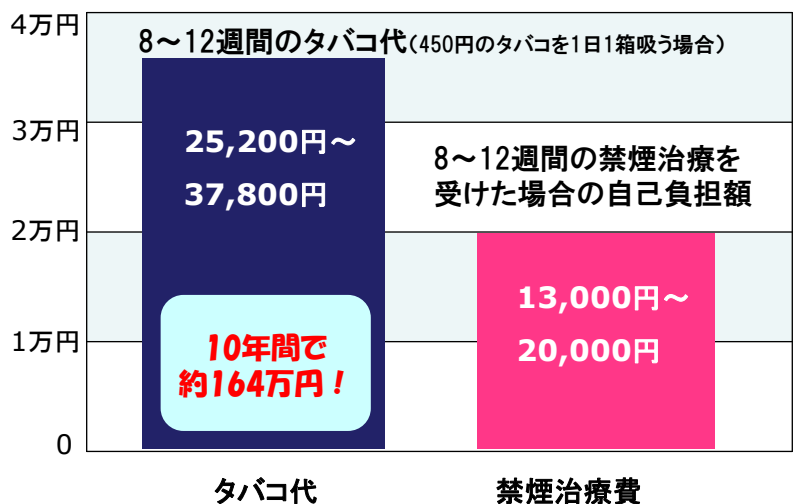 4万円
8～12週間のタバコ代（450円のタバコを1日1箱吸う場合）
3万円
25,200円～
37,800円
8～12週間の禁煙治療を
受けた場合の自己負担額
2万円
13,000円～
20,000円
1万円
10年間で
約164万円！
0
タバコ代
禁煙治療費